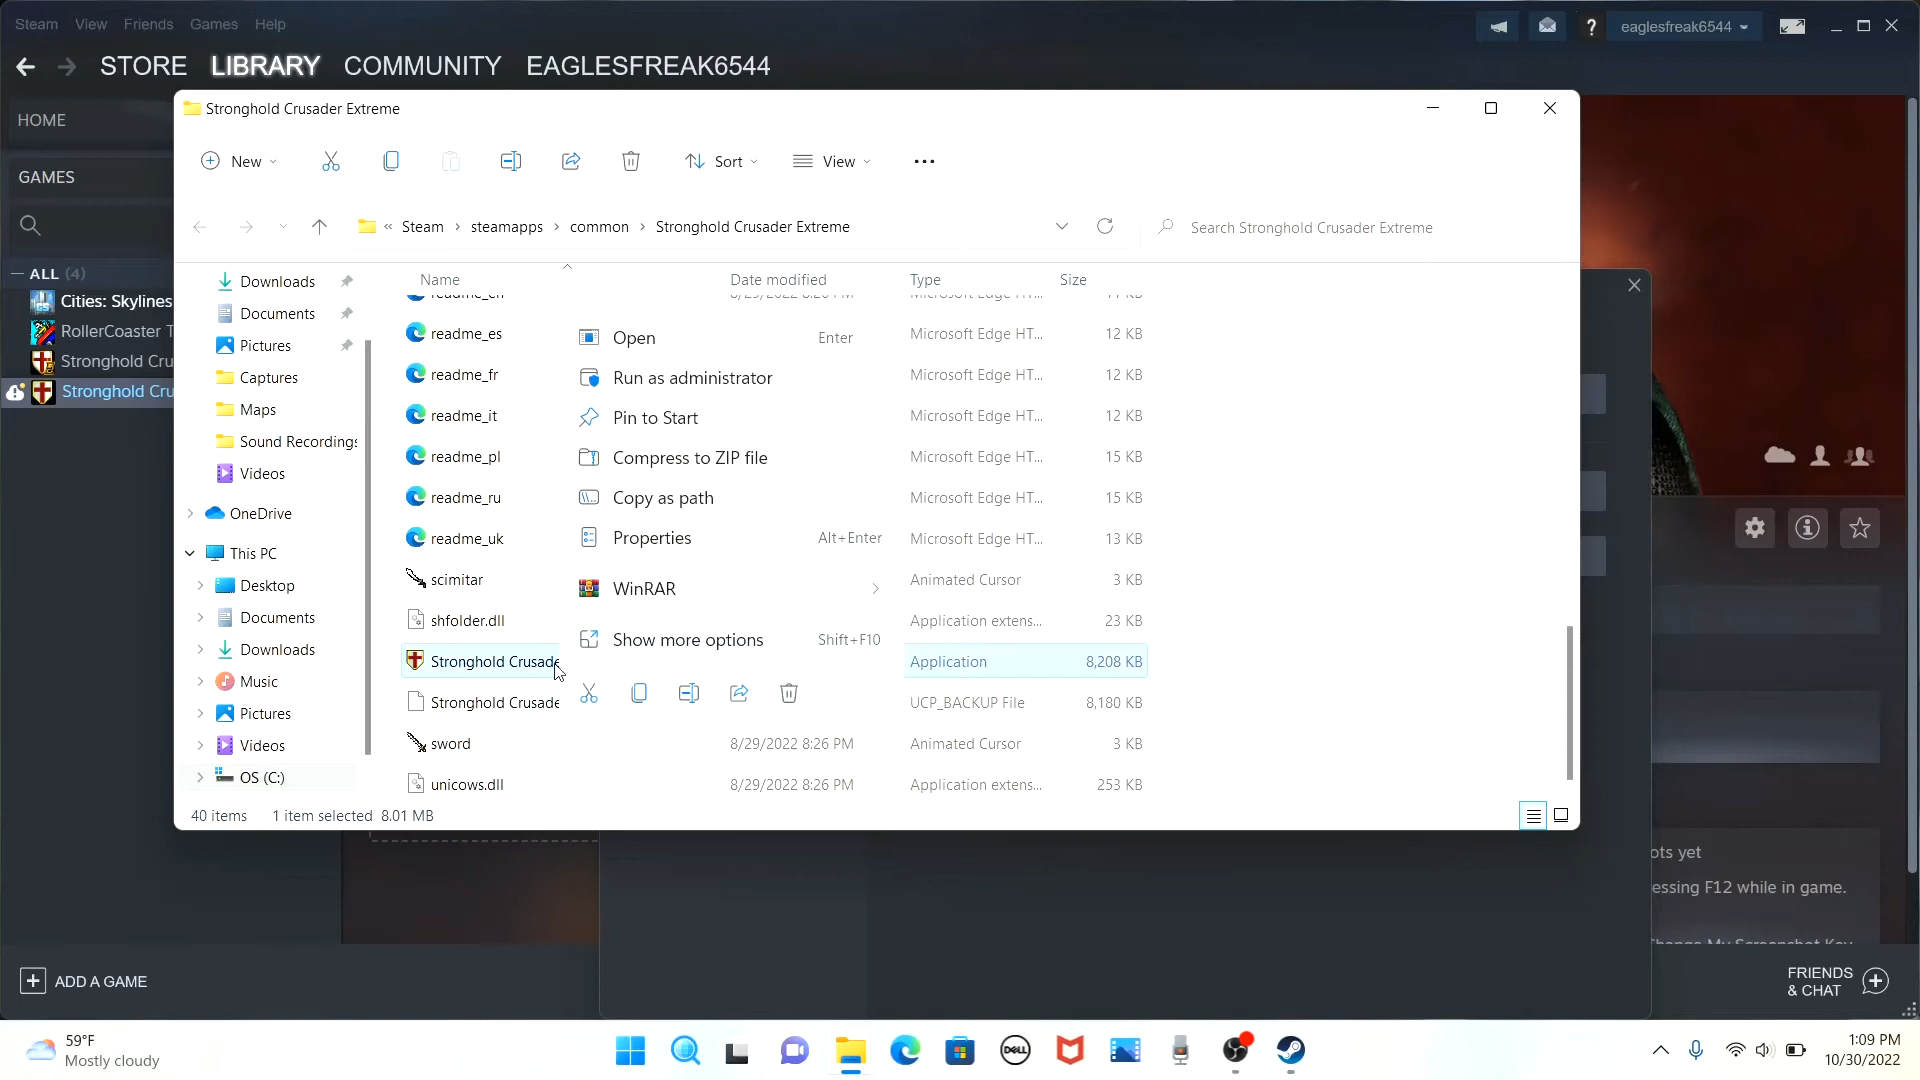 Steam View Friends Games Help
eaglesfreak6544
STORE LIBRARY COMMUNITY EAGLESFREAK6544
HOME
GAMES
ALL (4)
Cities: Skylines
RollerCoaster T
Stronghold Cru
Stronghold Cru
ADD A GAME
Stronghold Crusader Extreme
New
Sort
View
« Steam > steamapps > common > Stronghold Crusader Extreme
Search Stronghold Crusader Extreme
Downloads
Documents
Pictures
Captures
Maps
Sound Recordings
Videos
OneDrive
This PC
Desktop
Documents
Downloads
Music
Pictures
Videos
OS (C:)
Name Date modified Type Size
readme_es Microsoft Edge HT... 12 KB
readme_fr Microsoft Edge HT... 12 KB
readme_it Microsoft Edge HT... 12 KB
readme_pl Microsoft Edge HT... 15 KB
readme_ru Microsoft Edge HT... 15 KB
readme_uk Microsoft Edge HT... 13 KB
scimitar Animated Cursor 3 KB
shfolder.dll Application extens... 23 KB
Stronghold Crusade Application 8,208 KB
Stronghold Crusade UCP_BACKUP File 8,180 KB
sword 8/29/2022 8:26 PM Animated Cursor 3 KB
unicows.dll 8/29/2022 8:26 PM Application extens... 253 KB
Open Enter
Run as administrator
Pin to Start
Compress to ZIP file
Copy as path
Properties Alt+Enter
WinRAR
Show more options Shift+F10
40 items 1 item selected 8.01 MB
ots yet
essing F12 while in game.
FRIENDS
& CHAT
59°F
Mostly cloudy
DELL
1:09 PM
10/30/2022